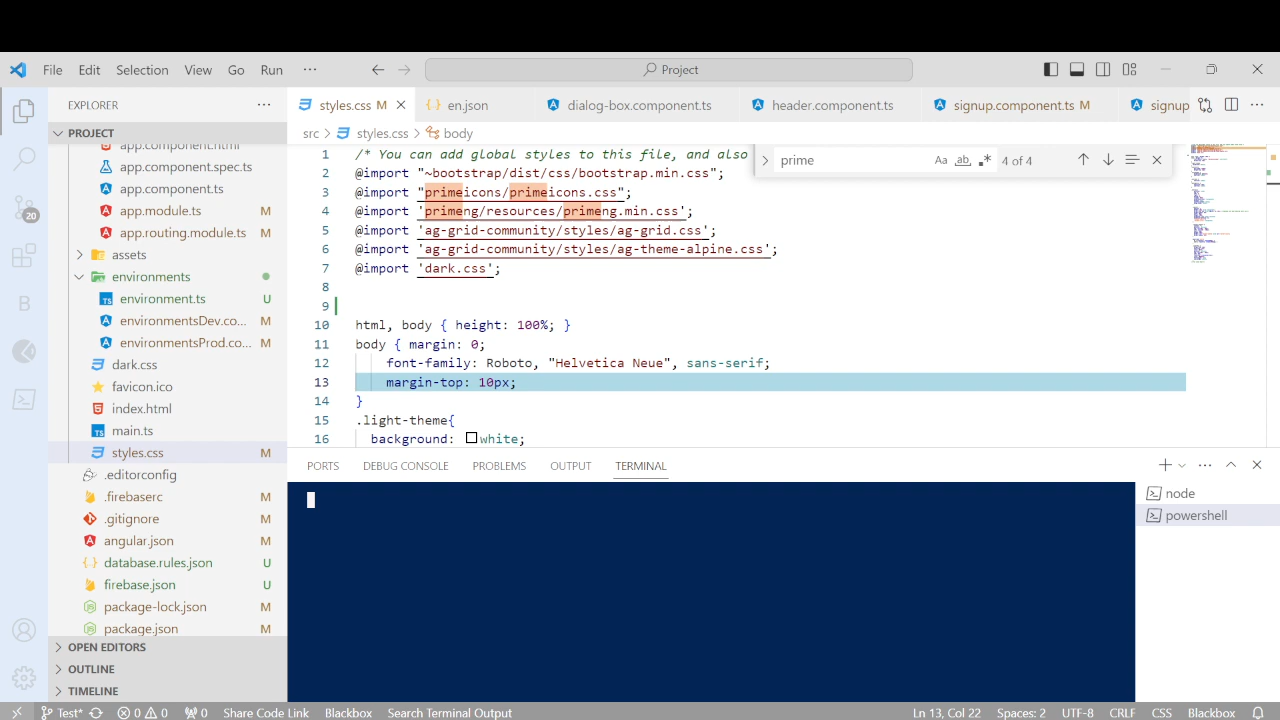 File Edit Selection View Go Run ··· Project
EXPLORER ···
PROJECT
app.component.html
app.component.spec.ts
app.component.ts
app.module.ts M
app.routing.module.ts M
assets
environments
TS environment.ts U
environmentsDev.co... M
environmentsProd.co... M
dark.css
favicon.ico
index.html
TS main.ts
styles.css M
.editorconfig
.firebaserc M
.gitignore M
angular.json M
{} database.rules.json U
firebase.json U
package-lock.json M
package.json M
OPEN EDITORS
OUTLINE
TIMELINE
20
B
styles.css M {} en.json dialog-box.component.ts header.component.ts signup.component.ts M signup ···
src > styles.css > body
prime ab 4 of 4
1 /* You can add global styles to this file, and also
2 @import "~bootstrap/dist/css/bootstrap.min.css";
3 @import "primeicons/primeicons.css";
4 @import 'primeng/resources/primeng.min.css';
5 @import 'ag-grid-community/styles/ag-grid.css';
6 @import 'ag-grid-community/styles/ag-theme-alpine.css';
7 @import 'dark.css';
8
9
10 html, body { height: 100%; }
11 body { margin: 0;
12 font-family: Roboto, "Helvetica Neue", sans-serif;
13 margin-top: 10px;
14 }
15 .light-theme{
16 background: white;
PORTS DEBUG CONSOLE PROBLEMS OUTPUT TERMINAL ···
node
powershell
Test* 0 0 0 Share Code Link Blackbox Search Terminal Output Ln 13, Col 22 Spaces: 2 UTF-8 CRLF CSS Blackbox